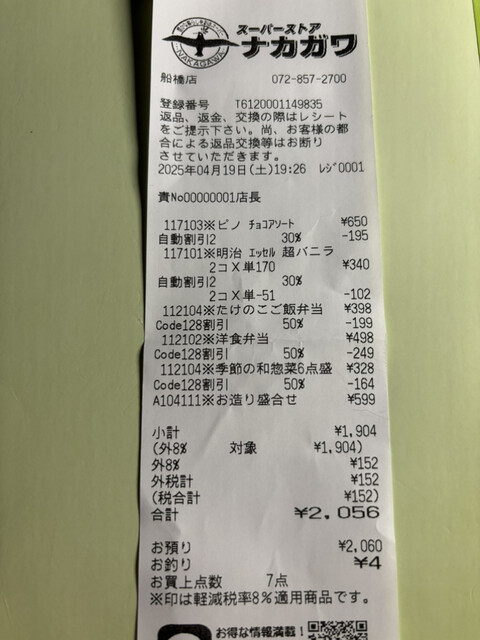 NAKAGAWA
スーパーストア
ナカガワ
船橋店 072-857-2700
登録番号 T6120001149835
返品、返金、交換の際はレシート
をご提示下さい。尚、お客様の都
合による返品交換等はお断り
させていただきます。
2025年04月19日(土)19:26 ﾚｼﾞ0001
責No00000001店長
117103※ピノ ﾁｮｺｱｿｰﾄ ¥650
自動割引2 30% -195
117101※明治 ｴｯｾﾙ 超バニラ
2コX単170 ¥340
自動割引2 30%
2コX単-51 -102
112104※たけのこご飯弁当 ¥398
Code128割引 50% -199
112102※洋食弁当 ¥498
Code128割引 50% -249
112104※季節の和惣菜6点盛 ¥328
Code128割引 50% -164
A104111※お造り盛合せ ¥599
小計 ¥1,904
(外8% 対象 ¥1,904)
外8% ¥152
外税計 ¥152
(税合計 ¥152)
合計 ¥2,056
お預り ¥2,060
お釣り ¥4
お買上点数 7点
※印は軽減税率8%適用商品です。
お得な情報満載!